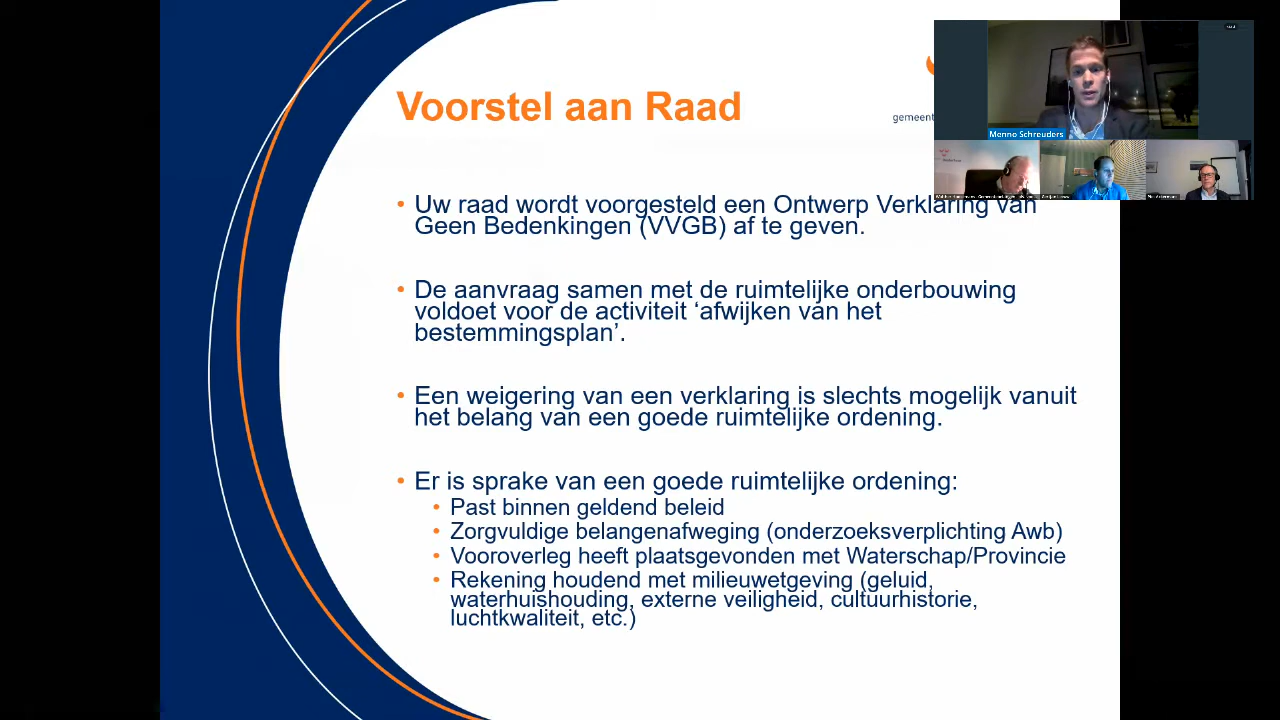 Voorstel aan Raad
gemeent
Menno Schreuders
• Uw raad wordt voorgesteld een Ontwerp Verklaring van
Geen Bedenkingen (VVGB) af te geven.
• De aanvraag samen met de ruimtelijke onderbouwing
voldoet voor de activiteit ‘afwijken van het
bestemmingsplan’.
• Een weigering van een verklaring is slechts mogelijk vanuit
het belang van een goede ruimtelijke ordening.
• Er is sprake van een goede ruimtelijke ordening:
• Past binnen geldend beleid
• Zorgvuldige belangenafweging (onderzoeksverplichting Awb)
• Vooroverleg heeft plaatsgevonden met Waterschap/Provincie
• Rekening houdend met milieuwetgeving (geluid,
waterhuishouding, externe veiligheid, cultuurhistorie,
luchtkwaliteit, etc.)